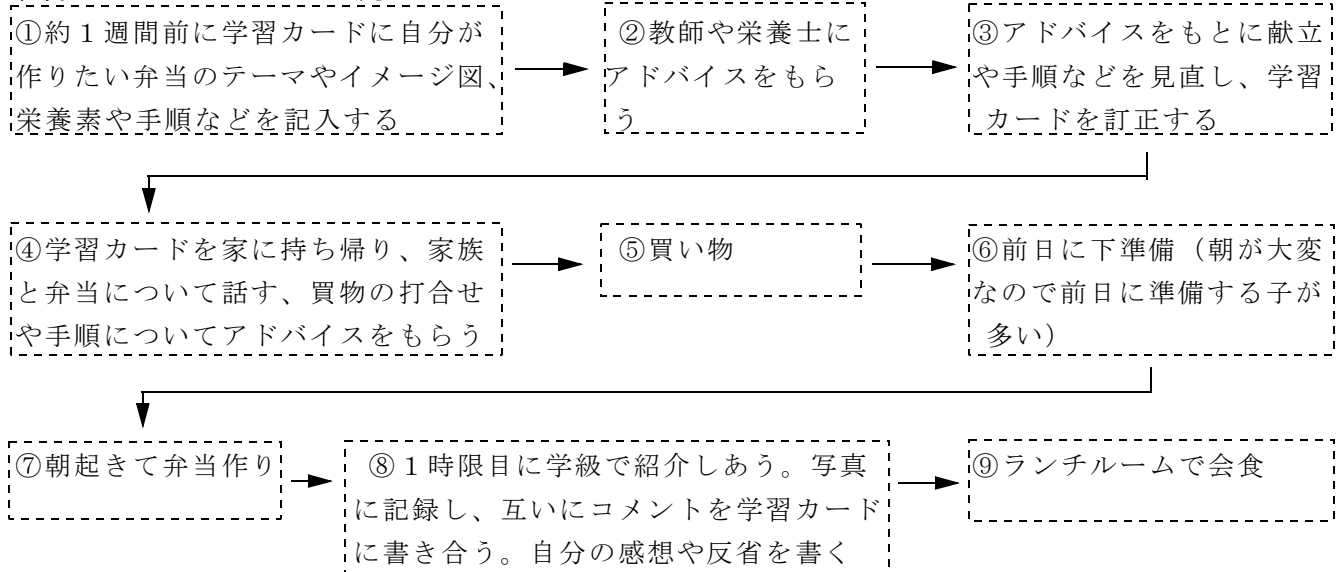 ①約１週間前に学習カードに自分が
作りたい弁当のテーマやイメージ図、
栄養素や手順などを記入する
②教師や栄養士に
アドバイスをもら
う
③アドバイスをもとに献立
や手順などを見直し、学習
カードを訂正する
④学習カードを家に持ち帰り、家族
と弁当について話す、買物の打合せ
や手順についてアドバイスをもらう
⑤買い物
⑥前日に下準備（朝が大変
なので前日に準備する子が
多い）
⑦朝起きて弁当作り
⑧１時限目に学級で紹介しあう。写真
に記録し、互いにコメントを学習カード
に書き合う。自分の感想や反省を書く
⑨ランチルームで会食